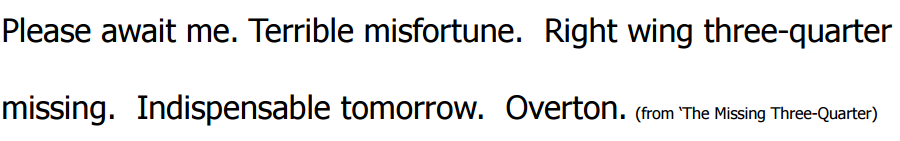 Please await me. Terrible misfortune.  Right wing three-quarter
missing.  Indispensable tomorrow.  Overton. (from ‘The Missing Three-Quarter)